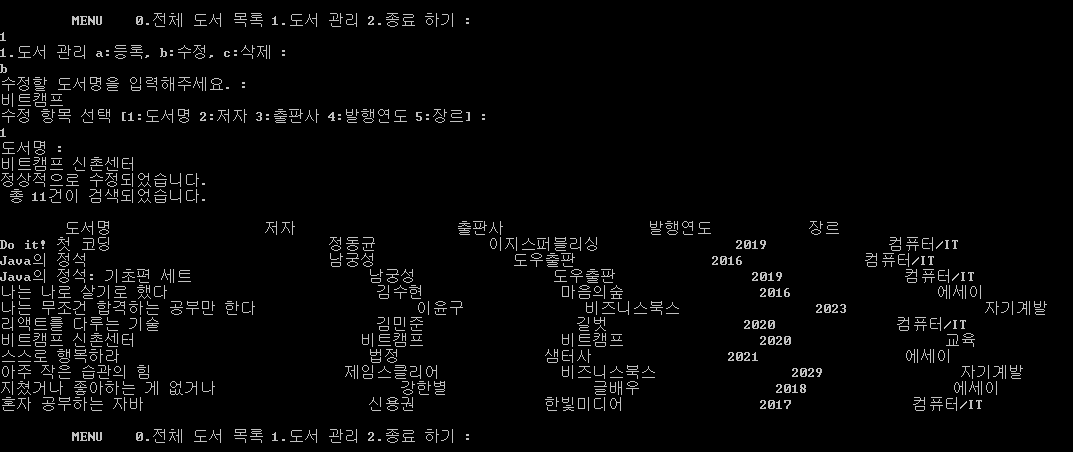 MENU 0.전체 도서 목록 1.도서 관리 2.종료 하기 :
1
1.도서 관리 a:등록, b:수정, c:삭제 :
b
수정할 도서명을 입력해주세요. :
비트캠프
수정 항목 선택 [1:도서명 2:저자 3:출판사 4:발행연도 5:장르] :
1
도서명 :
비트캠프 신촌센터
정상적으로 수정되었습니다.
총 11건이 검색되었습니다.
도서명 저자 출판사 발행연도 장르
Do it! 첫 코딩 정동균 이지스퍼블리싱 2019 컴퓨터/IT
Java의 정석 남궁성 도우출판 2016 컴퓨터/IT
Java의 정석: 기초편 세트 남궁성 도우출판 2019 컴퓨터/IT
나는 나로 살기로 했다 김수현 마음의숲 2016 에세이
나는 무조건 합격하는 공부만 한다 이윤구 비즈니스북스 2023 자기계발
리액트를 다루는 기술 김민준 길벗 2020 컴퓨터/IT
비트캠프 신촌센터 비트캠프 비트캠프 2020 교육
스스로 행복하라 법정 샘터사 2021 에세이
아주 작은 습관의 힘 제임스클리어 비즈니스북스 2029 자기계발
지쳤거나 좋아하는 게 없거나 강한별 글배우 2018 에세이
혼자 공부하는 자바 신용권 한빛미디어 2017 컴퓨터/IT
MENU 0.전체 도서 목록 1.도서 관리 2.종료 하기 :